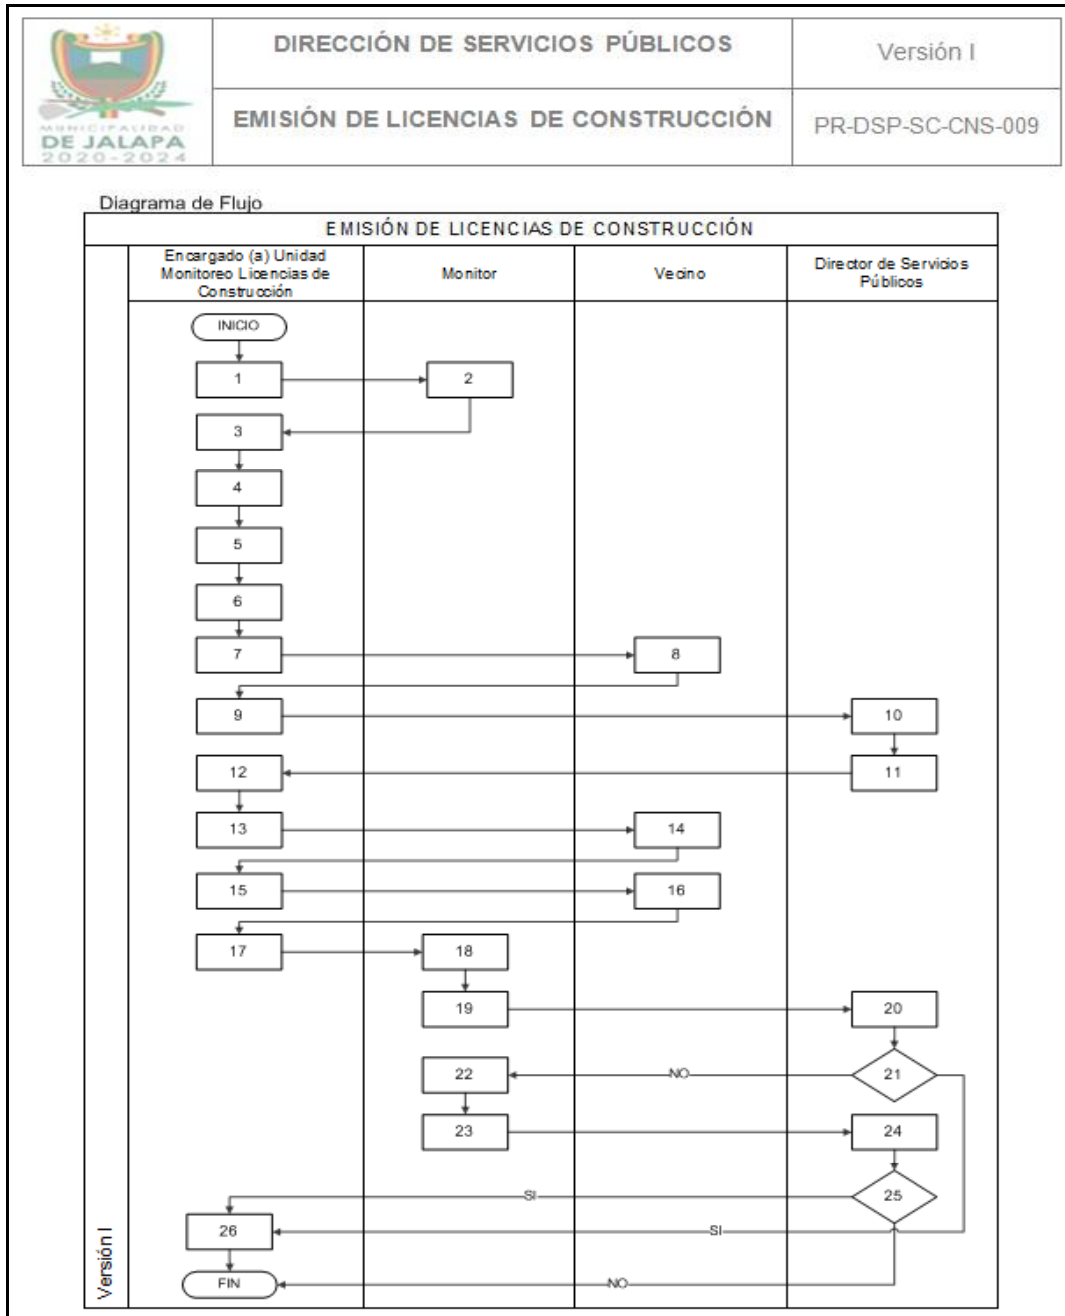 DIRECCIÓN DE SERVICIOS PÚBLICOS
Versión I
EMISIÓN DE LICENCIAS DE CONSTRUCCIÓN
PR-DSP-SC-CNS-009
MUNICIPALIDAD
DE JALAPA
2020-2024
Diagrama de Flujo
EMISIÓN DE LICENCIAS DE CONSTRUCCIÓN
Encargado (a) Unidad
Monitoreo Licencias de
Construcción
Monitor
Vecino
Director de Servicios
Públicos
INICIO
1
2
3
4
5
6
7
8
9
10
12
11
13
14
15
16
17
18
19
20
22
NO
21
23
24
SI
25
26
SI
FIN
NO
Versión I